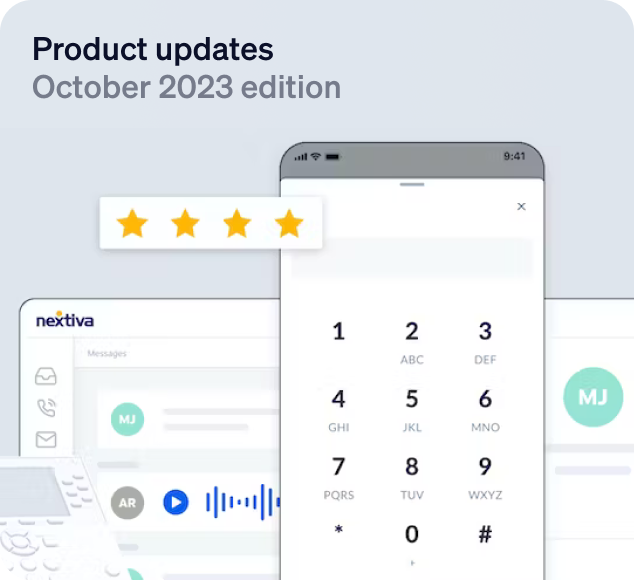 Product updates
October 2023 edition
9:41
×
nextiva
Messages
MJ
AR
1 2 3
ABC DEF
4 5 6
GHI JKL MNO
7 8 9
PQRS TUV WXYZ
* 0 #
+
MJ